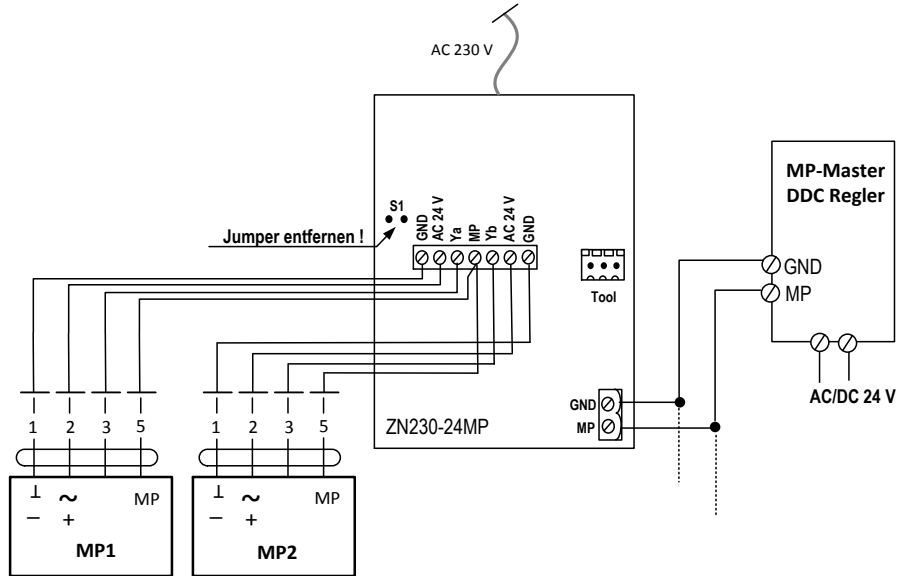 AC 230 V
MP-Master
DDC Regler
S1
Jumper entfernen !
GND
AC 24 V
Ya
MP
Yb
AC 24 V
GND
Tool
GND
MP
AC/DC 24 V
GND
MP
ZN230-24MP
1 2 3 5
1 2 3 5
⊥ ~ MP
– +
MP1
⊥ ~ MP
– +
MP2